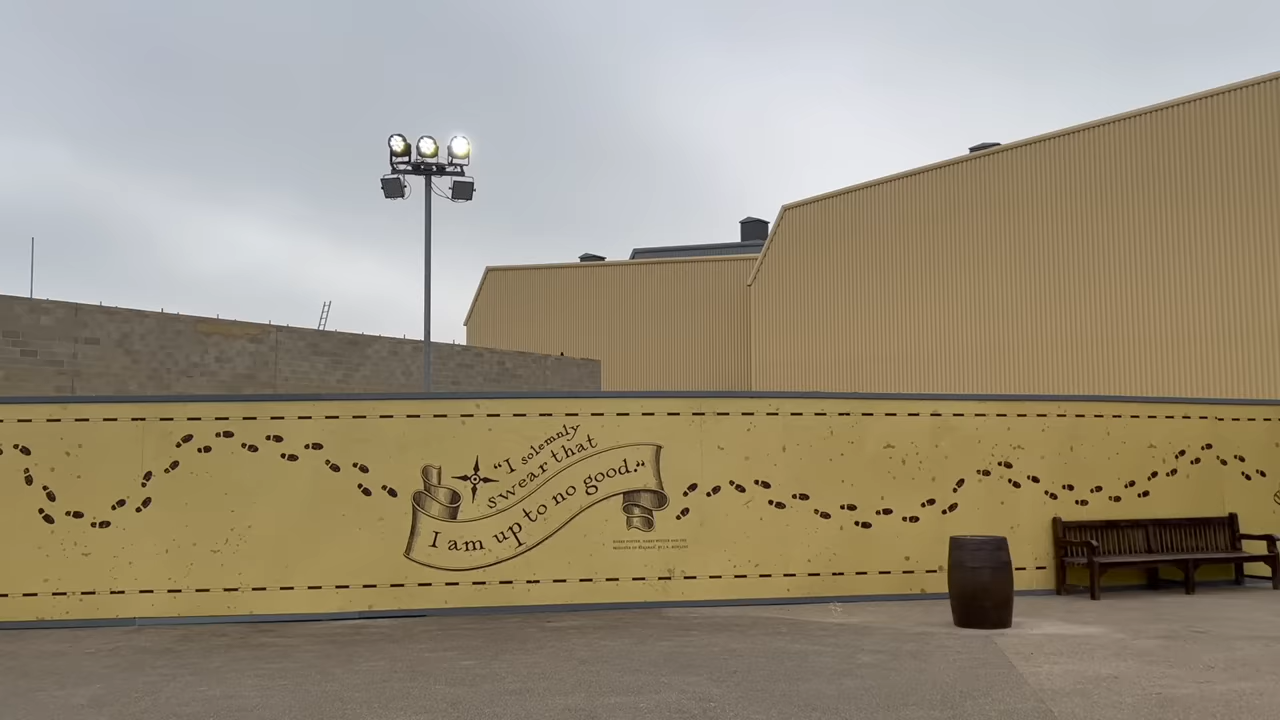 “I solemnly
swear that
I am up to no good.”